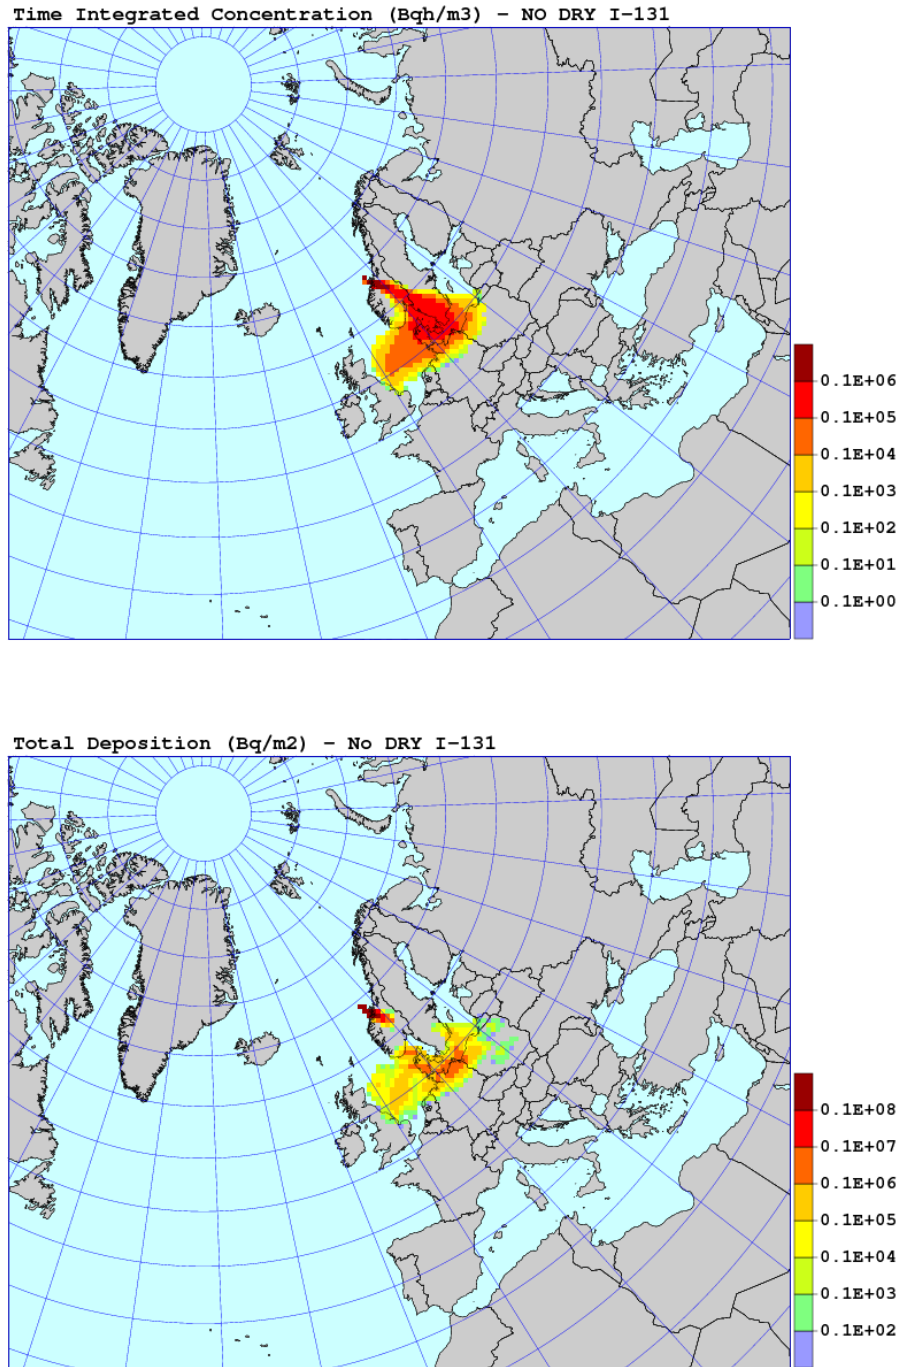 Time Integrated Concentration (Bqh/m3) – NO DRY I–131
0.1E+06
0.1E+05
0.1E+04
0.1E+03
0.1E+02
0.1E+01
0.1E+00
Total Deposition (Bq/m2) – No DRY I–131
0.1E+08
0.1E+07
0.1E+06
0.1E+05
0.1E+04
0.1E+03
0.1E+02